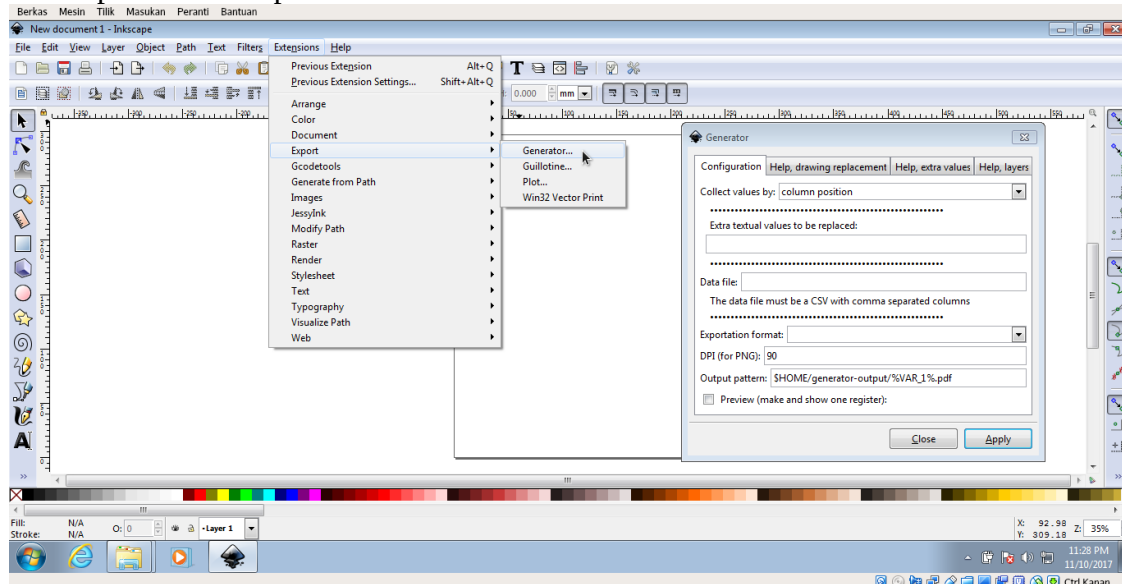 Berkas Mesin Tilik Masukan Peranti Bantuan
New document 1 - Inkscape
File Edit View Layer Object Path Text Filters Extensions Help
Previous Extension Alt+Q
Previous Extension Settings... Shift+Alt+Q
Arrange
Color
Document
Export
Gcodetools
Generate from Path
Images
JessyInk
Modify Path
Raster
Render
Stylesheet
Text
Typography
Visualize Path
Web
Generator...
Guillotine...
Plot...
Win32 Vector Print
0.000 mm
Generator
Configuration Help, drawing replacement Help, extra values Help, layers
Collect values by: column position
Extra textual values to be replaced:
Data file:
The data file must be a CSV with comma separated columns
Exportation format:
DPI (for PNG): 90
Output pattern: $HOME/generator-output/%VAR_1%.pdf
Preview (make and show one register):
Close Apply
Fill: N/A
Stroke: N/A
O: 0
-Layer 1
X: 92.98
Y: 309.18
Z: 35%
11:28 PM
11/10/2017
Ctrl Kanan